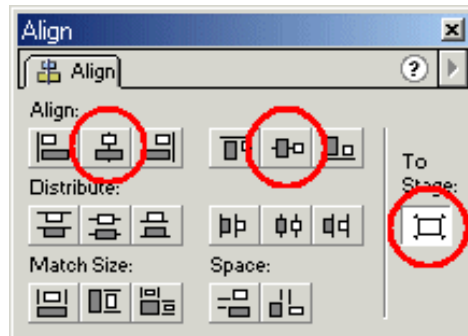 Align
Align
?
Align:
To
Stage:
Distribute:
Match Size:
Space: